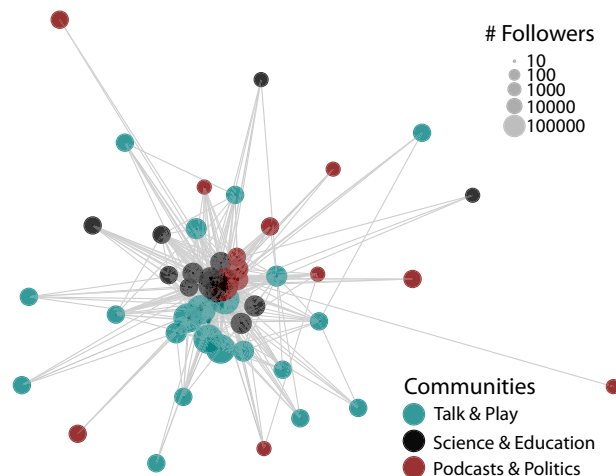 # Followers
10
100
1000
10000
100000
Communities
Talk & Play
Science & Education
Podcasts & Politics